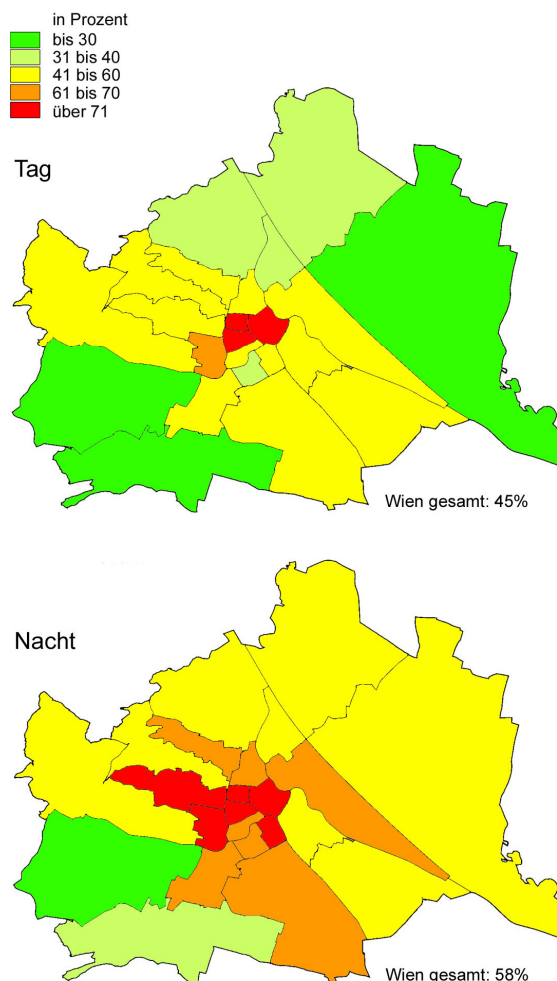 in Prozent
bis 30
31 bis 40
41 bis 60
61 bis 70
über 71
Tag
Wien gesamt: 45%
Nacht
Wien gesamt: 58%